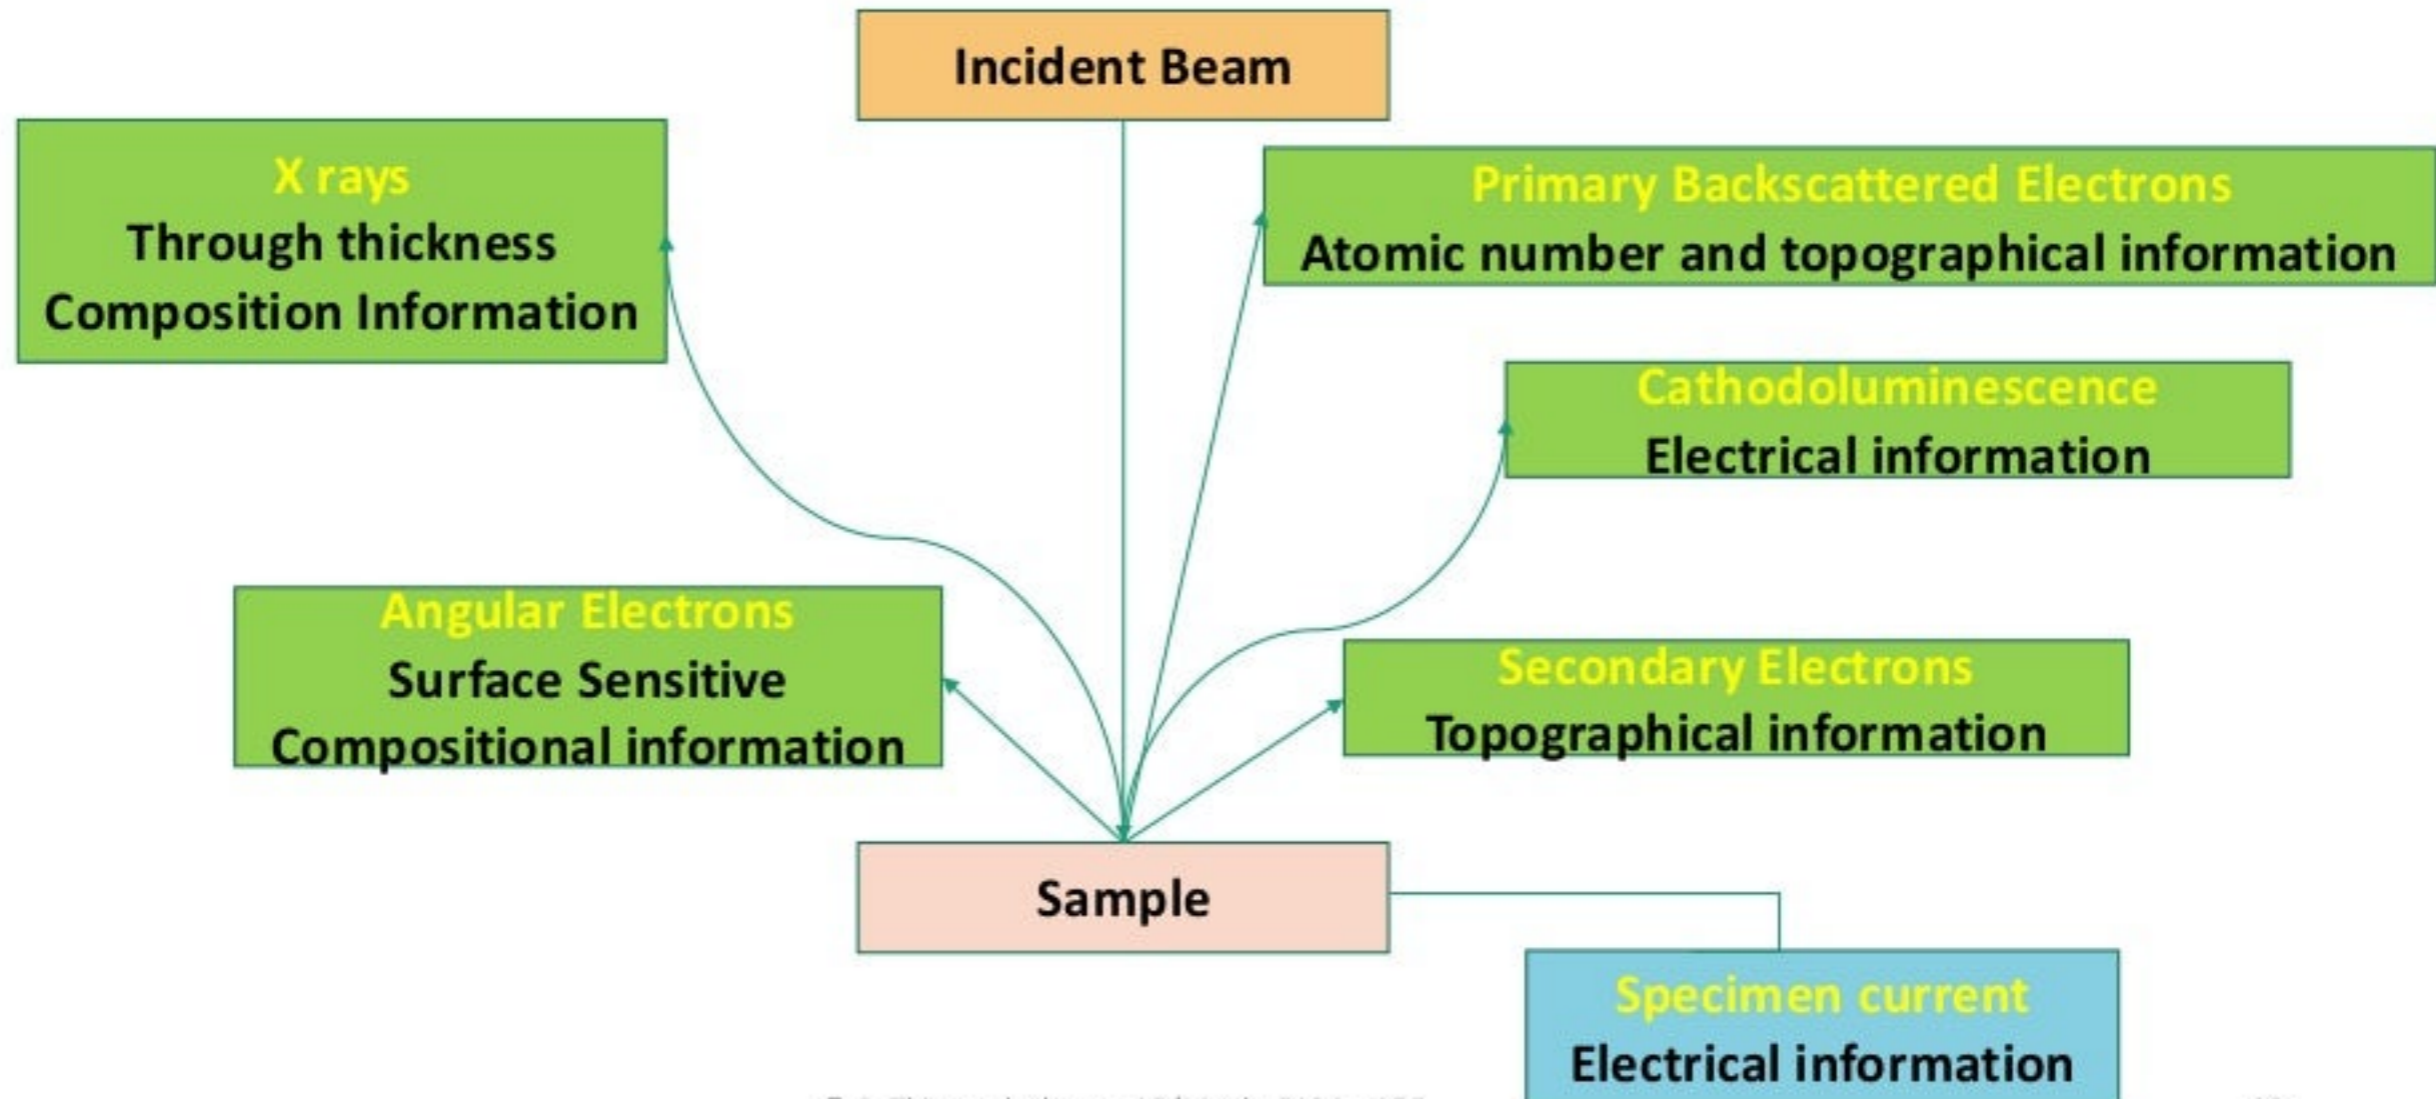 Incident Beam
X rays
Through thickness
Composition Information
Primary Backscattered Electrons
Atomic number and topographical information
Cathodoluminescence
Electrical information
Angular Electrons
Surface Sensitive
Compositional information
Secondary Electrons
Topographical information
Sample
Specimen current
Electrical information